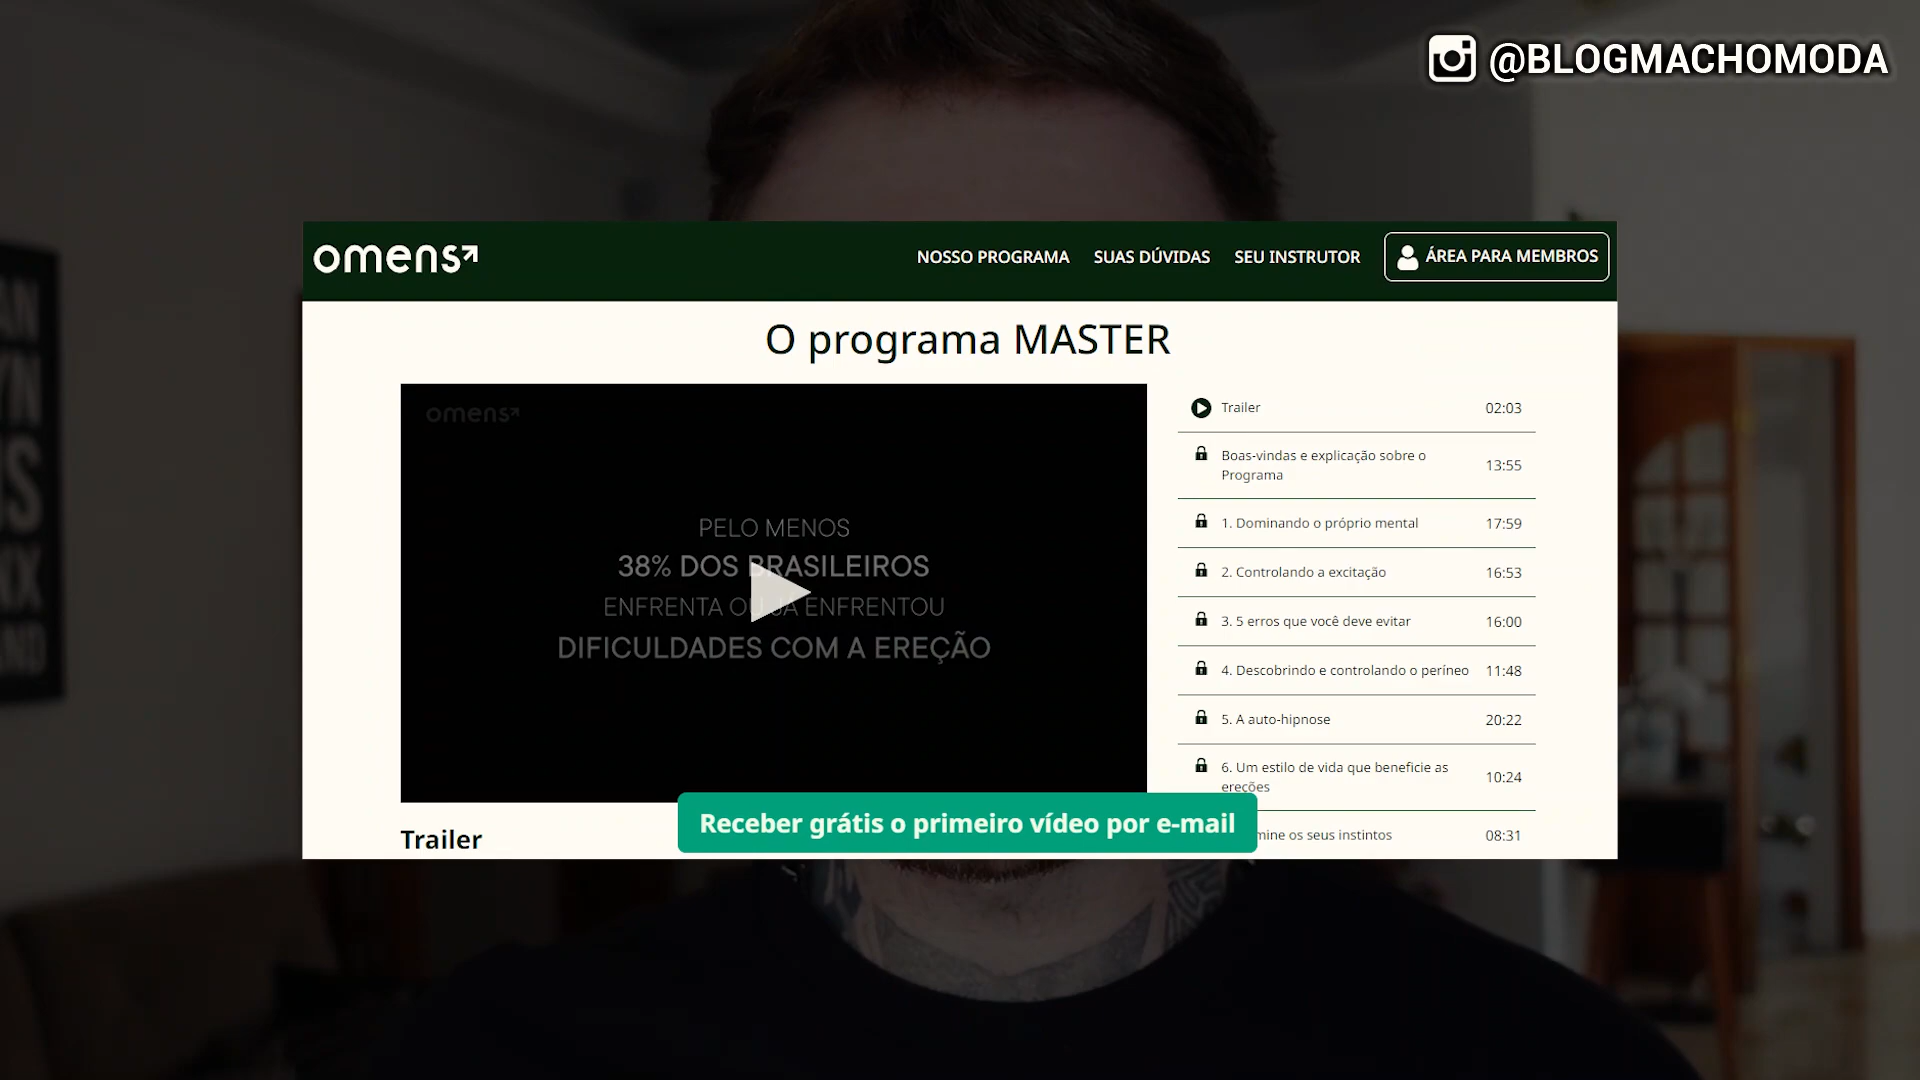 @BLOGMACHOMODA
omens
NOSSO PROGRAMA
SUAS DÚVIDAS
SEU INSTRUTOR
ÁREA PARA MEMBROS
O programa MASTER
omens
PELO MENOS
38% DOS BRASILEIROS
ENFRENTA OU JÁ ENFRENTOU
DIFICULDADES COM A EREÇÃO
Trailer
Trailer 02:03
Boas-vindas e explicação sobre o
Programa
13:55
1. Dominando o próprio mental 17:59
2. Controlando a excitação 16:53
3. 5 erros que você deve evitar 16:00
4. Descobrindo e controlando o períneo 11:48
5. A auto-hipnose 20:22
6. Um estilo de vida que beneficie as
ereções
10:24
mine os seus instintos 08:31
Receber grátis o primeiro vídeo por e-mail